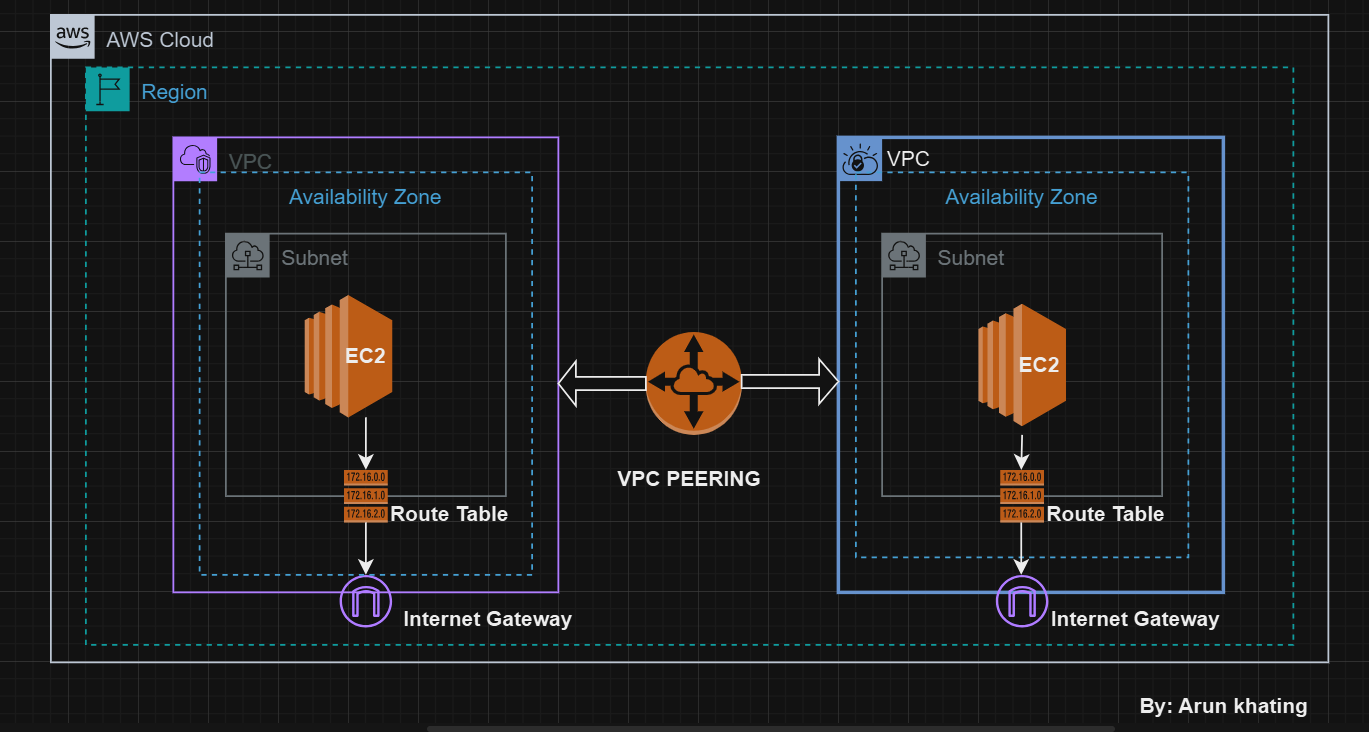 aws
AWS Cloud
Region
VPC
Availability Zone
Subnet
EC2
172.16.0.0
172.16.1.0
172.16.2.0
Route Table
Internet Gateway
VPC PEERING
VPC
Availability Zone
Subnet
EC2
172.16.0.0
172.16.1.0
172.16.2.0
Route Table
Internet Gateway
By: Arun khating